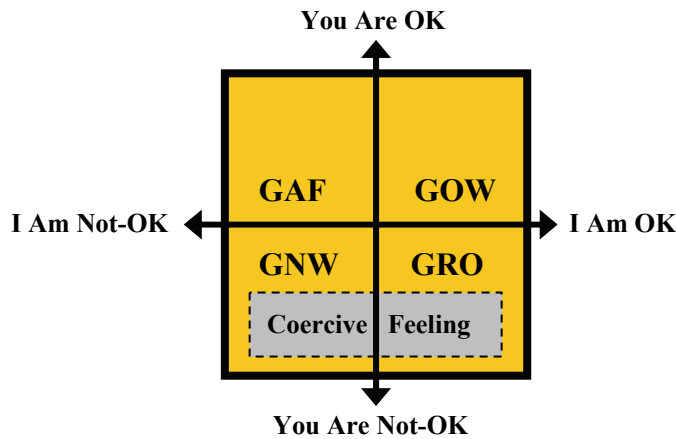 You Are OK
GAF GOW
I Am Not-OK I Am OK
GNW GRO
Coercive Feeling
You Are Not-OK